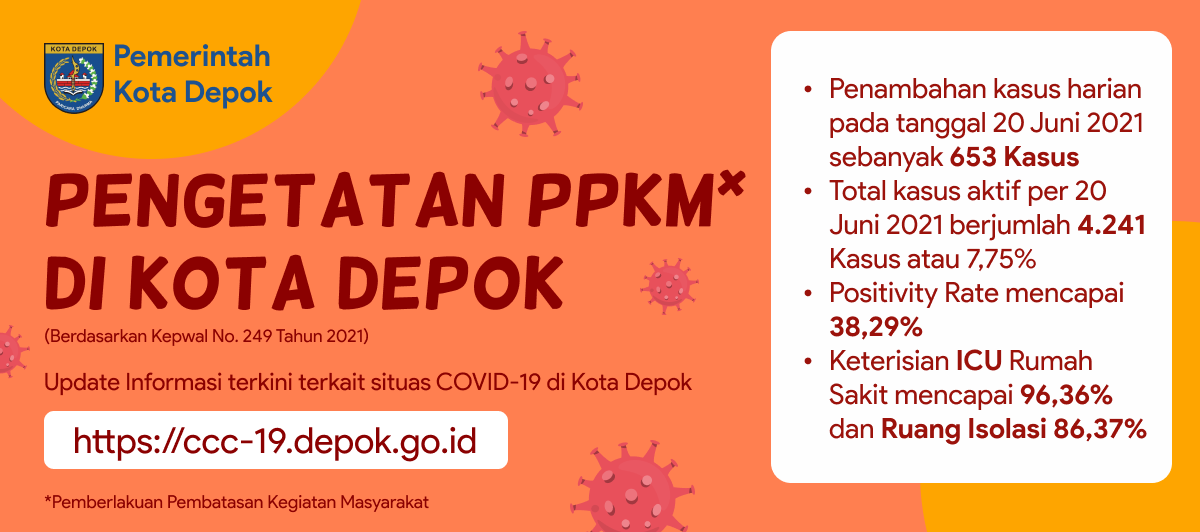 KOTA DEPOK
Pemerintah
Kota Depok
PENGETATAN PPKM*
DI KOTA DEPOK
(Berdasarkan Kepwal No. 249 Tahun 2021)
Update Informasi terkini terkait situas COVID-19 di Kota Depok
https://ccc-19.depok.go.id
*Pemberlakuan Pembatasan Kegiatan Masyarakat
• Penambahan kasus harian
pada tanggal 20 Juni 2021
sebanyak 653 Kasus
• Total kasus aktif per 20
Juni 2021 berjumlah 4.241
Kasus atau 7,75%
• Positivity Rate mencapai
38,29%
• Keterisian ICU Rumah
Sakit mencapai 96,36%
dan Ruang Isolasi 86,37%